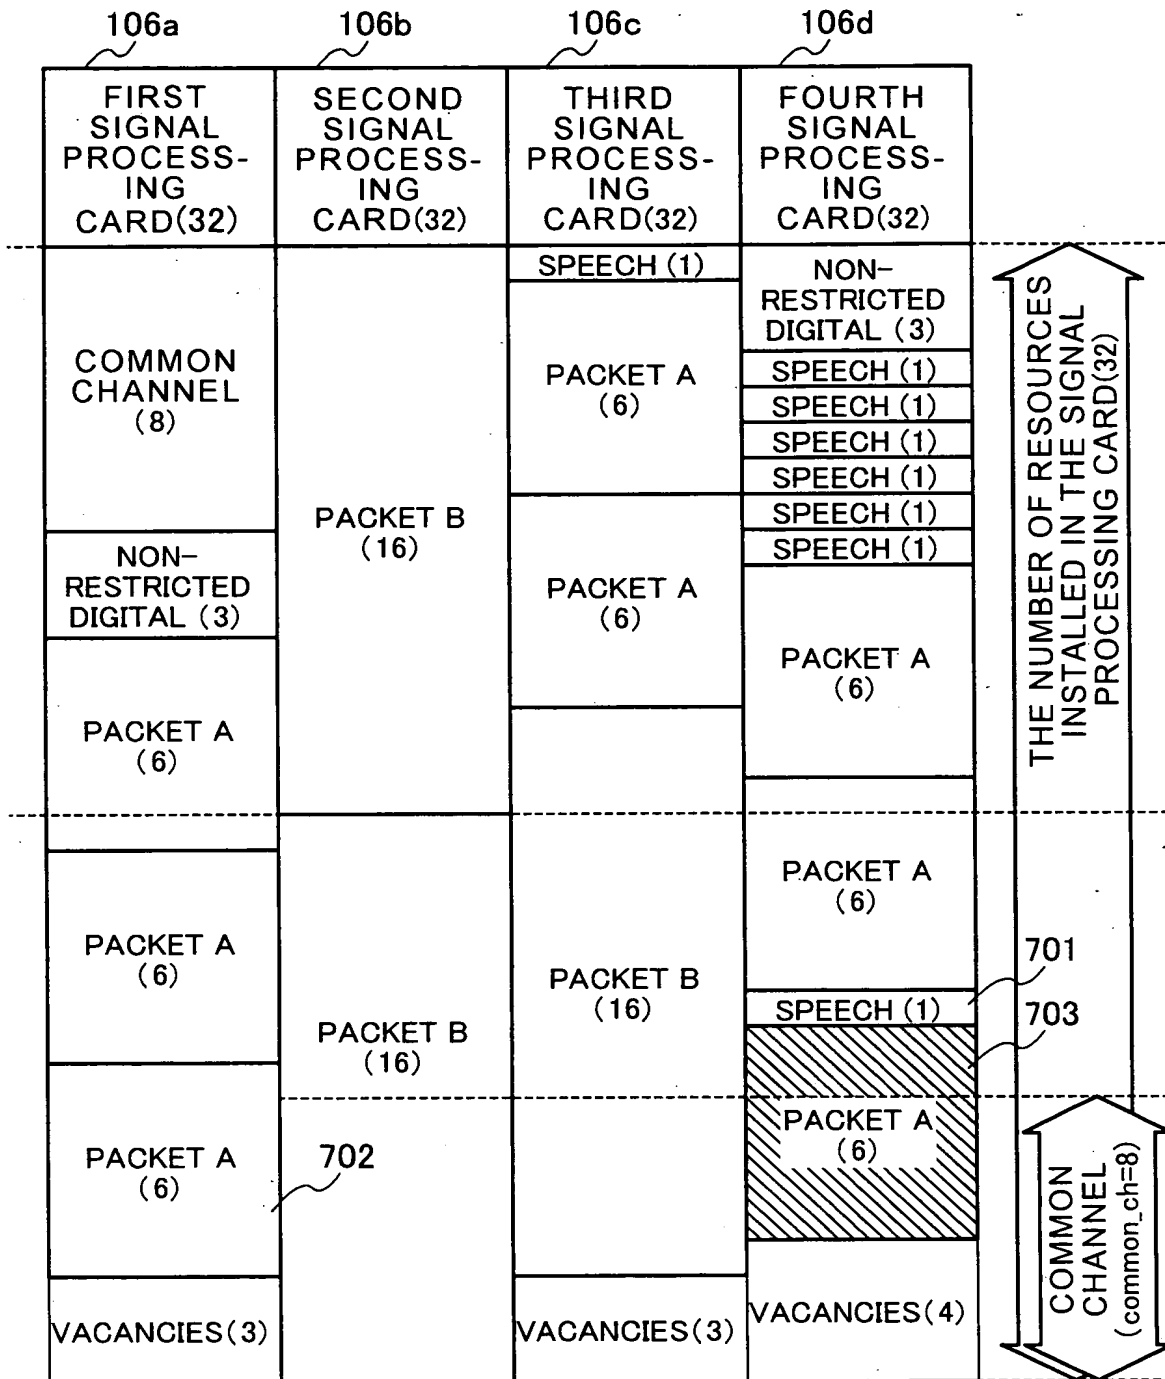 106a
106b
106c
106d
FIRST
SIGNAL
PROCESS-
ING
CARD(32)
SECOND
SIGNAL
PROCESS-
ING
CARD(32)
THIRD
SIGNAL
PROCESS-
ING
CARD(32)
FOURTH
SIGNAL
PROCESS-
ING
CARD(32)
COMMON
CHANNEL
(8)
NON-
RESTRICTED
DIGITAL (3)
PACKET A
(6)
PACKET A
(6)
PACKET A
(6)
702
VACANCIES(3)
PACKET B
(16)
PACKET B
(16)
SPEECH (1)
PACKET A
(6)
PACKET A
(6)
PACKET B
(16)
VACANCIES(3)
NON-
RESTRICTED
DIGITAL (3)
SPEECH (1)
SPEECH (1)
SPEECH (1)
SPEECH (1)
SPEECH (1)
SPEECH (1)
PACKET A
(6)
PACKET A
(6)
SPEECH (1)
701
703
PACKET A
(6)
VACANCIES(4)
THE NUMBER OF RESOURCES
INSTALLED IN THE SIGNAL
PROCESSING CARD(32)
COMMON
CHANNEL
(common_ch=8)